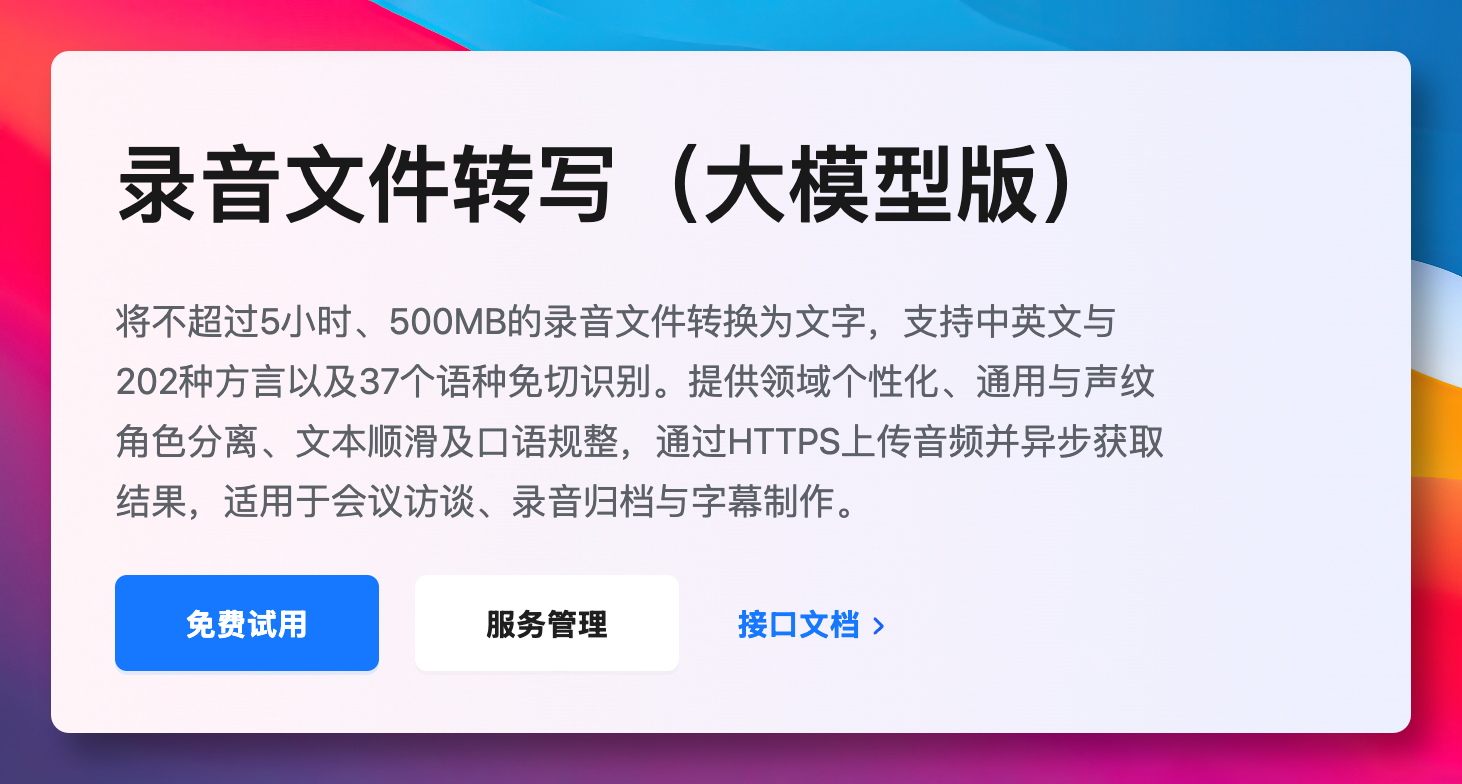 录音文件转写（大模型版）
将不超过5小时、500MB的录音文件转换为文字，支持中英文与
202种方言以及37个语种免切识别。提供领域个性化、通用与声纹
角色分离、文本顺滑及口语规整，通过HTTPS上传音频并异步获取
结果，适用于会议访谈、录音归档与字幕制作。
免费试用
服务管理
接口文档 >